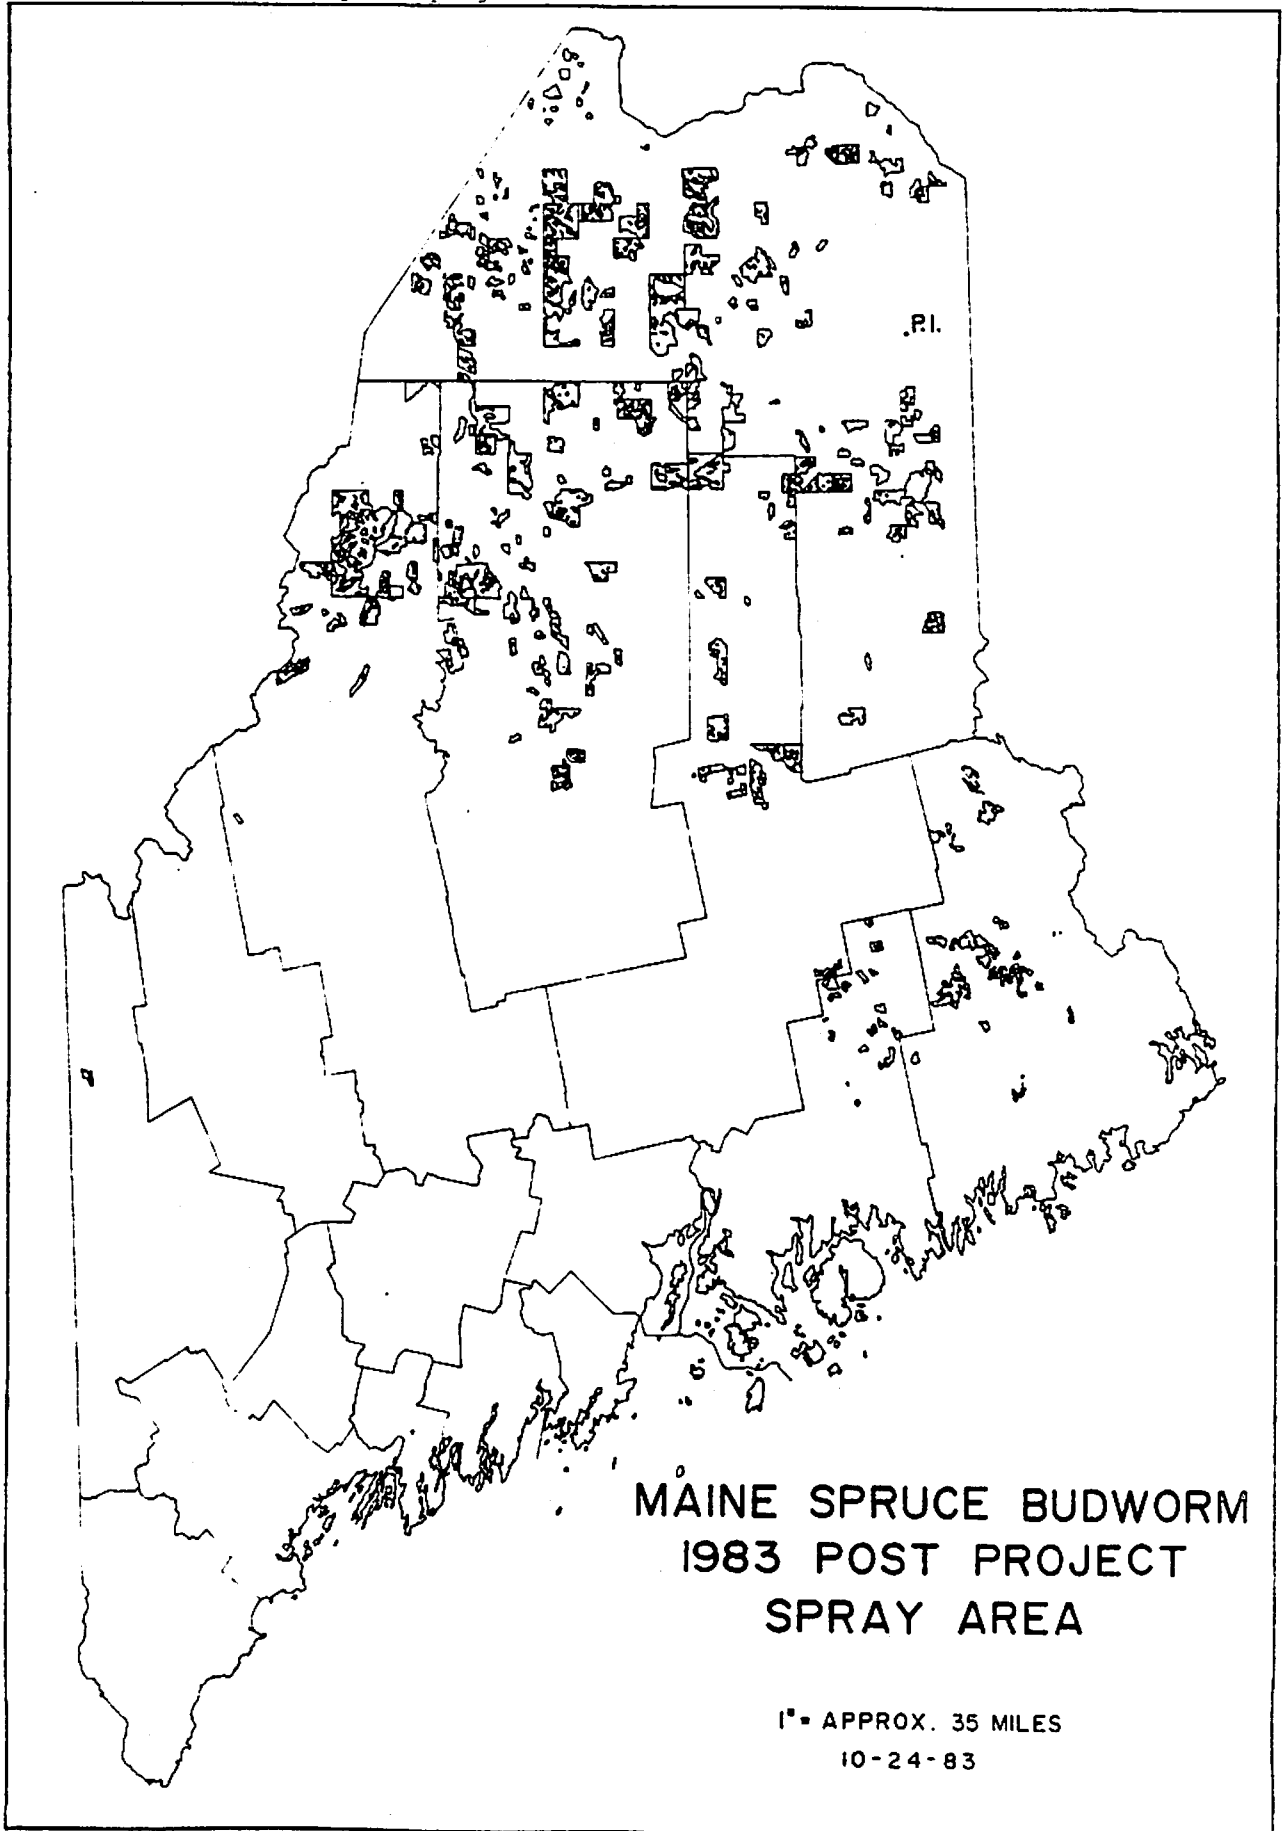 .P.I.
MAINE SPRUCE BUDWORM
1983 POST PROJECT
SPRAY AREA
1"= APPROX. 35 MILES
10-24-83